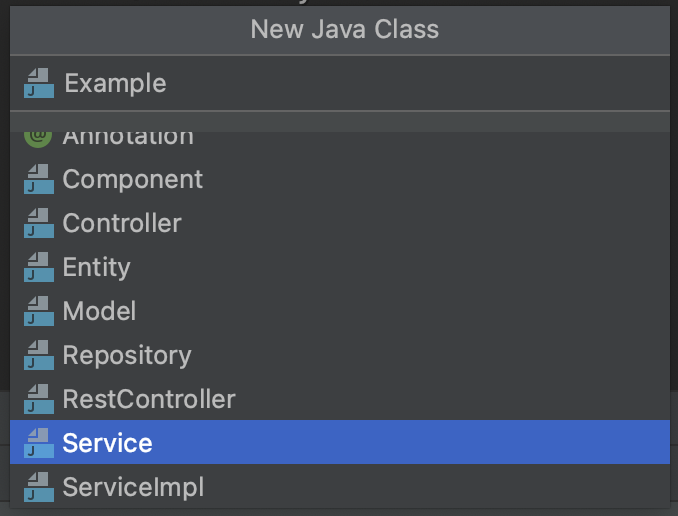 New Java Class
Example
Annotation
Component
Controller
Entity
Model
Repository
RestController
Service
ServiceImpl